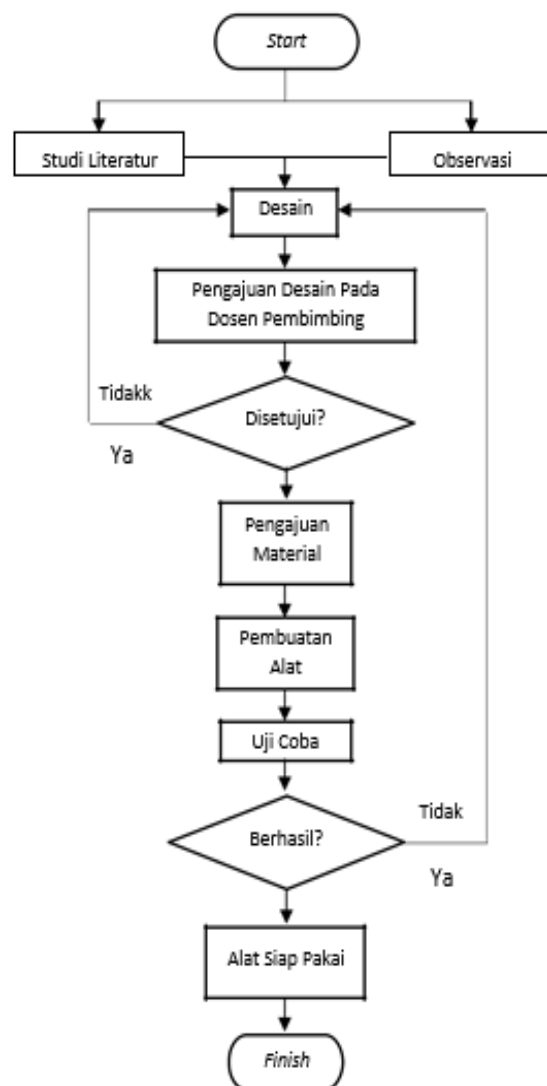 Start
Studi Literatur
Observasi
Desain
Pengajuan Desain Pada
Dosen Pembimbing
Tidakk
Disetujui?
Ya
Pengajuan
Material
Pembuatan
Alat
Uji Coba
Tidak
Berhasil?
Ya
Alat Siap Pakai
Finish